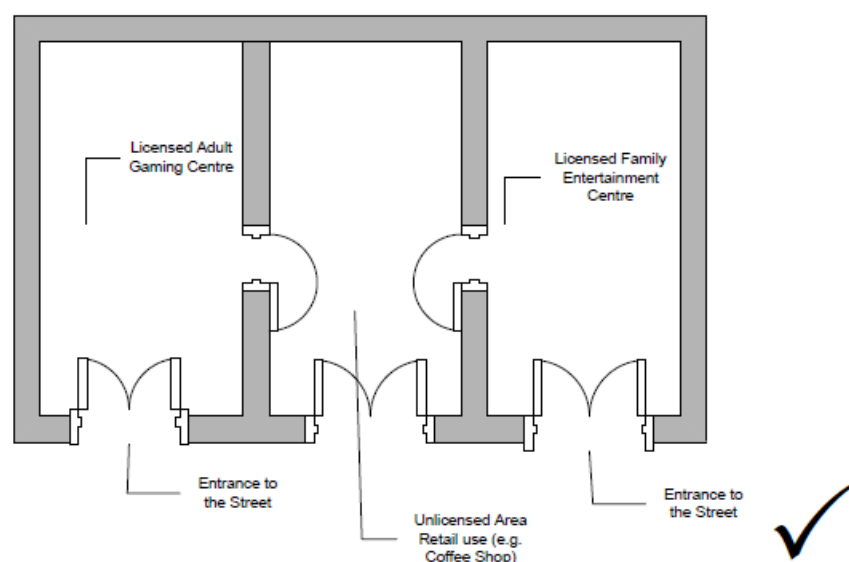 Licensed Adult
Gaming Centre
Licensed Family
Entertainment
Centre
Entrance to
the Street
Unlicensed Area
Retail use (e.g.
Coffee Shop)
Entrance to
the Street